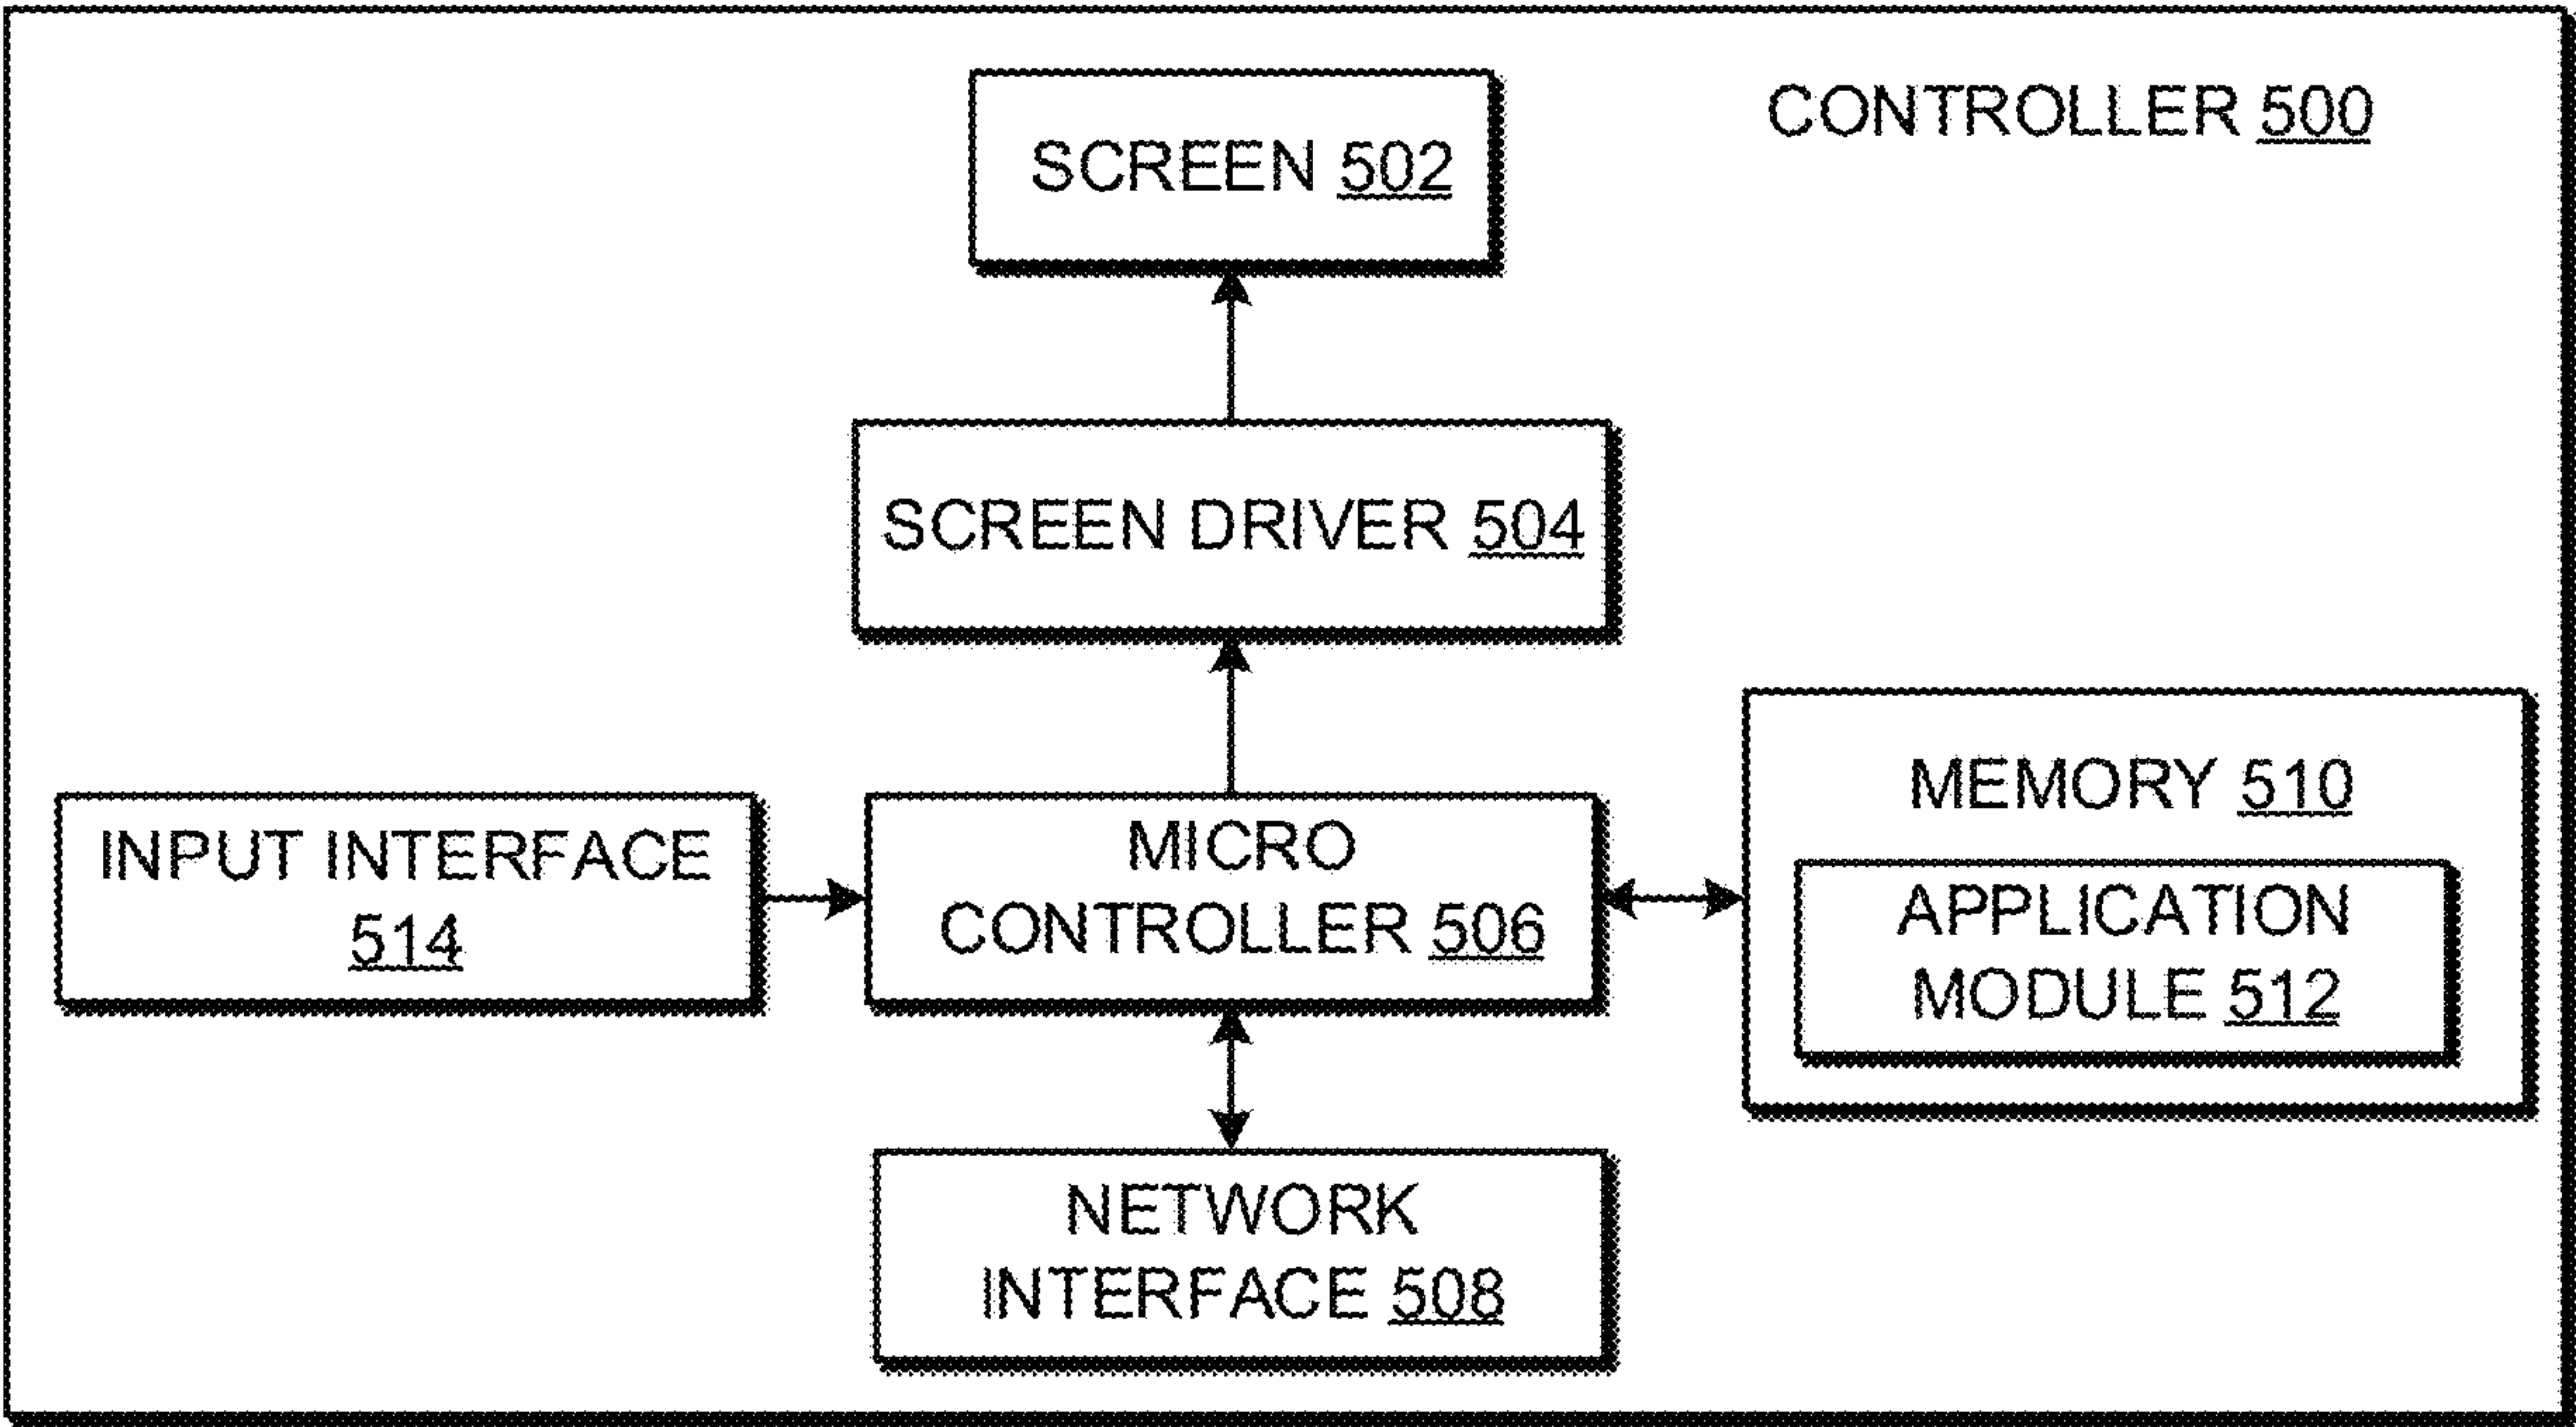 CONTROLLER 500
SCREEN 502
SCREEN DRIVER 504
INPUT INTERFACE
514
MICRO
CONTROLLER 506
MEMORY 510
APPLICATION
MODULE 512
NETWORK
INTERFACE 508